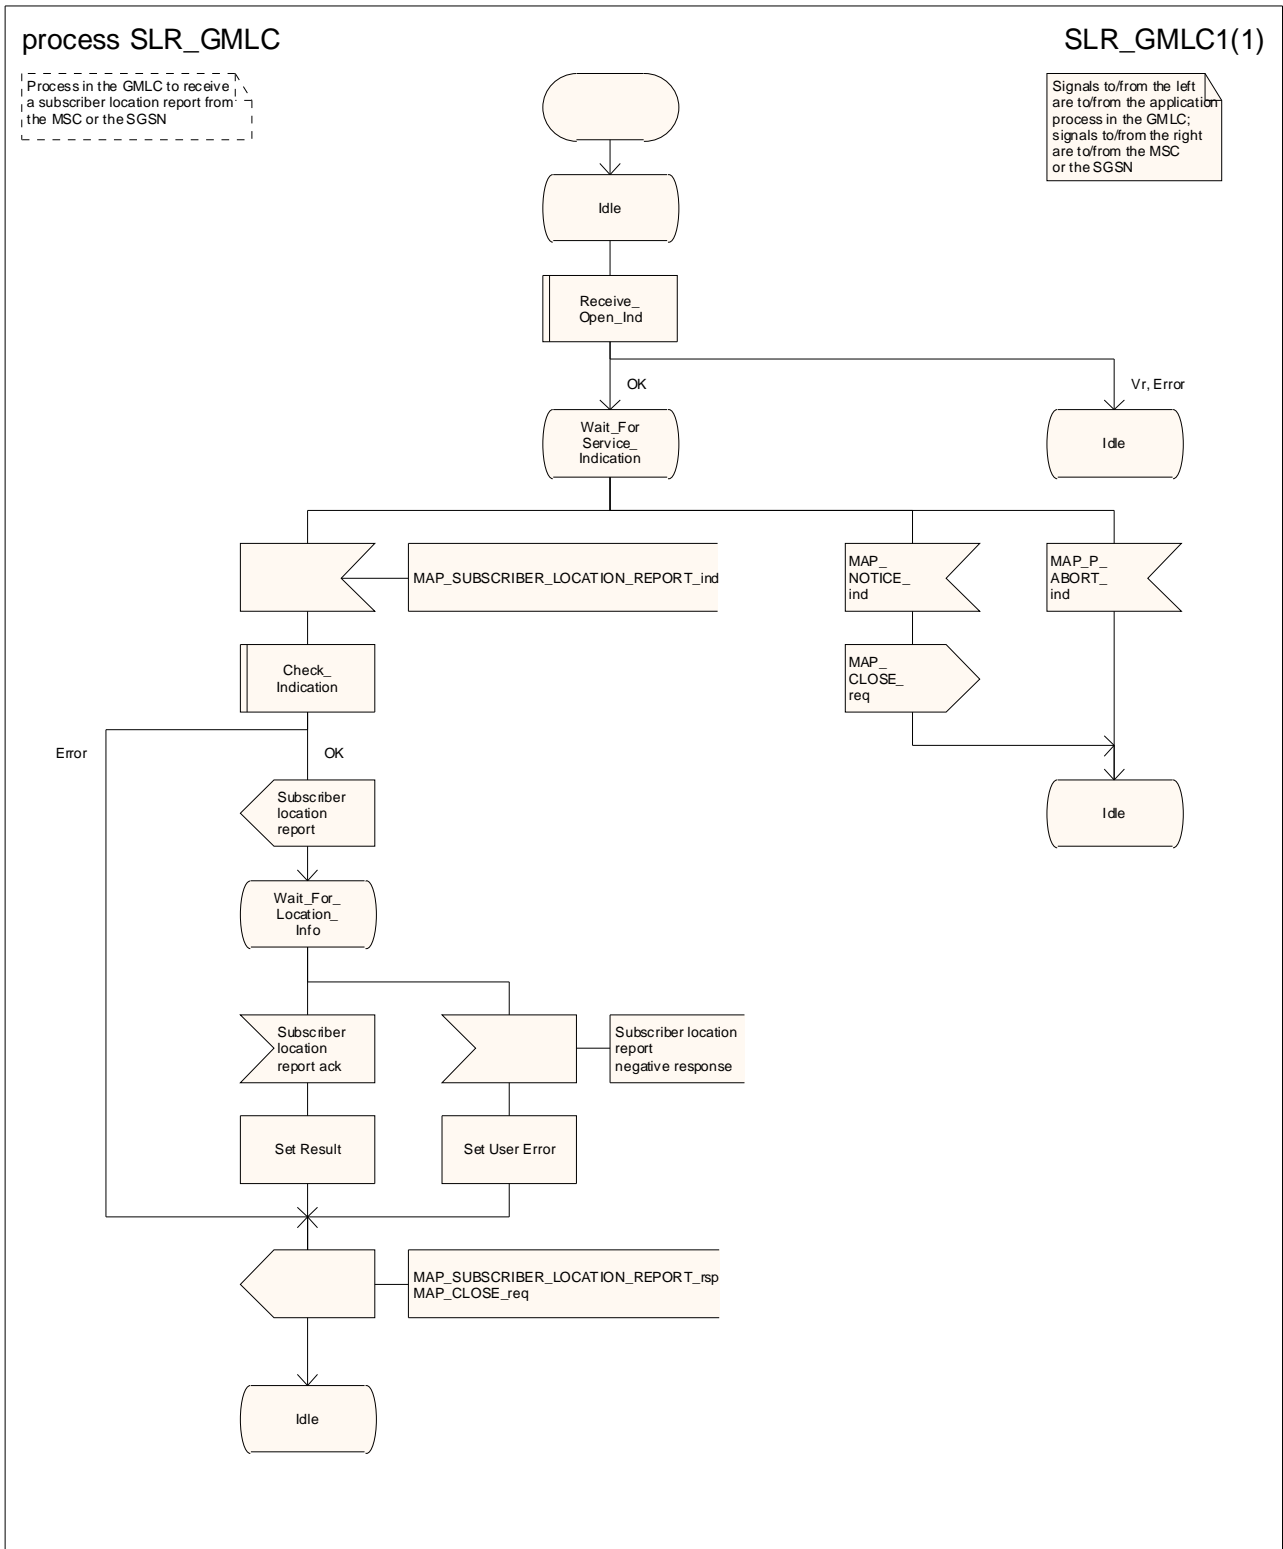 process SLR_GMLC
SLR_GMLC1(1)
Process in the GMLC to receive
a subscriber location report from
the MSC or the SGSN
Signals to/from the left
are to/from the application
process in the GMLC;
signals to/from the right
are to/from the MSC
or the SGSN
Idle
Receive_
Open_Ind
OK
Vr, Error
Wait_For
Service_
Indication
Idle
MAP_SUBSCRIBER_LOCATION_REPORT_ind
MAP_
NOTICE_
ind
MAP_P_
ABORT_
ind
Check_
Indication
MAP_
CLOSE_
req
Error
OK
Subscriber
location
report
Idle
Wait_For_
Location_
Info
Subscriber
location
report ack
Subscriber location
report
negative response
Set Result
Set User Error
MAP_SUBSCRIBER_LOCATION_REPORT_rsp
MAP_CLOSE_req
Idle